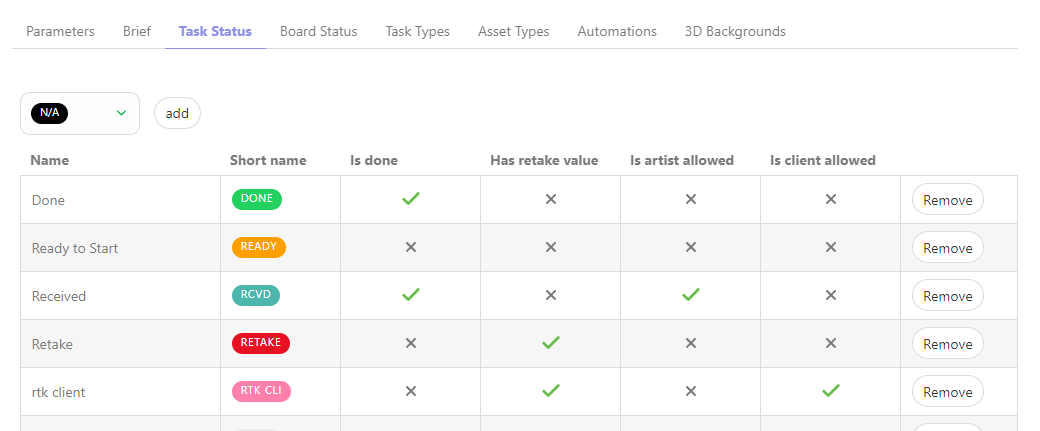 Parameters Brief Task Status Board Status Task Types Asset Types Automations 3D Backgrounds
N/A add
Name Short name Is done Has retake value Is artist allowed Is client allowed
Done DONE Remove
Ready to Start READY Remove
Received RCVD Remove
Retake RETAKE Remove
rtk client RTK CLI Remove